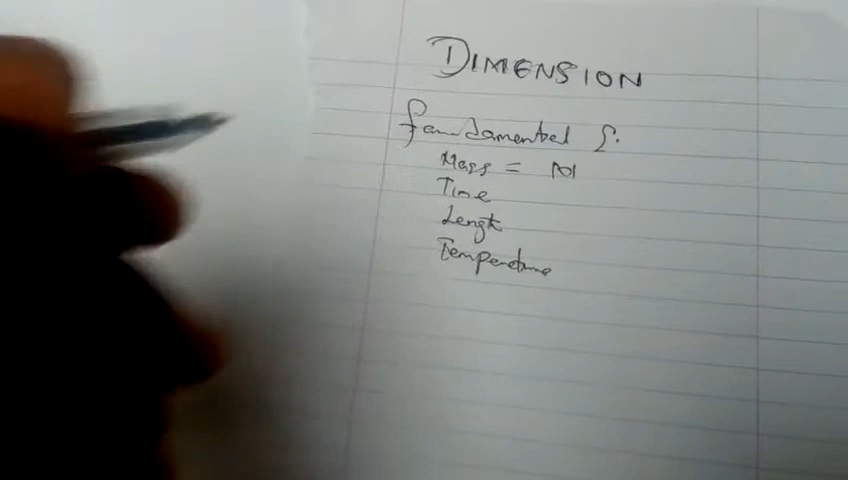 DIMENSION
fundamental
Mass = M
Time
Length
Temperature